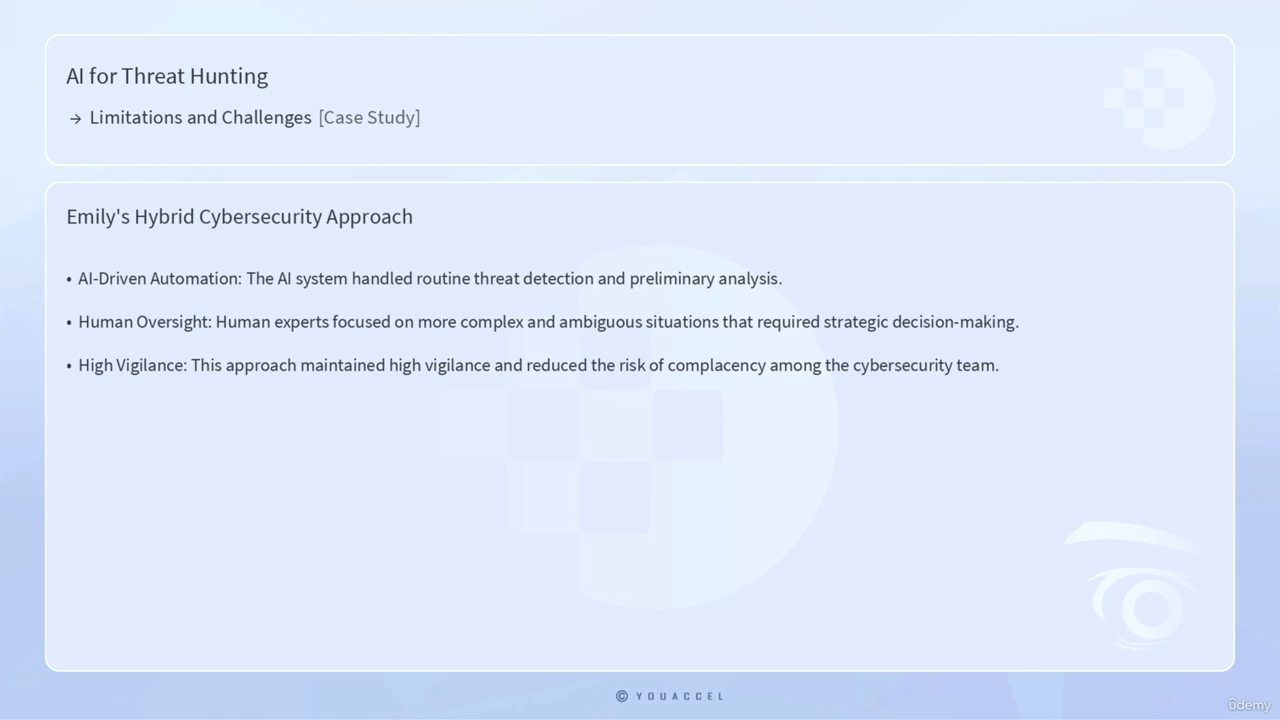 AI for Threat Hunting
→ Limitations and Challenges [Case Study]
Emily's Hybrid Cybersecurity Approach
• AI-Driven Automation: The AI system handled routine threat detection and preliminary analysis.
• Human Oversight: Human experts focused on more complex and ambiguous situations that required strategic decision-making.
• High Vigilance: This approach maintained high vigilance and reduced the risk of complacency among the cybersecurity team.
© YOUACCEL
ûdemy